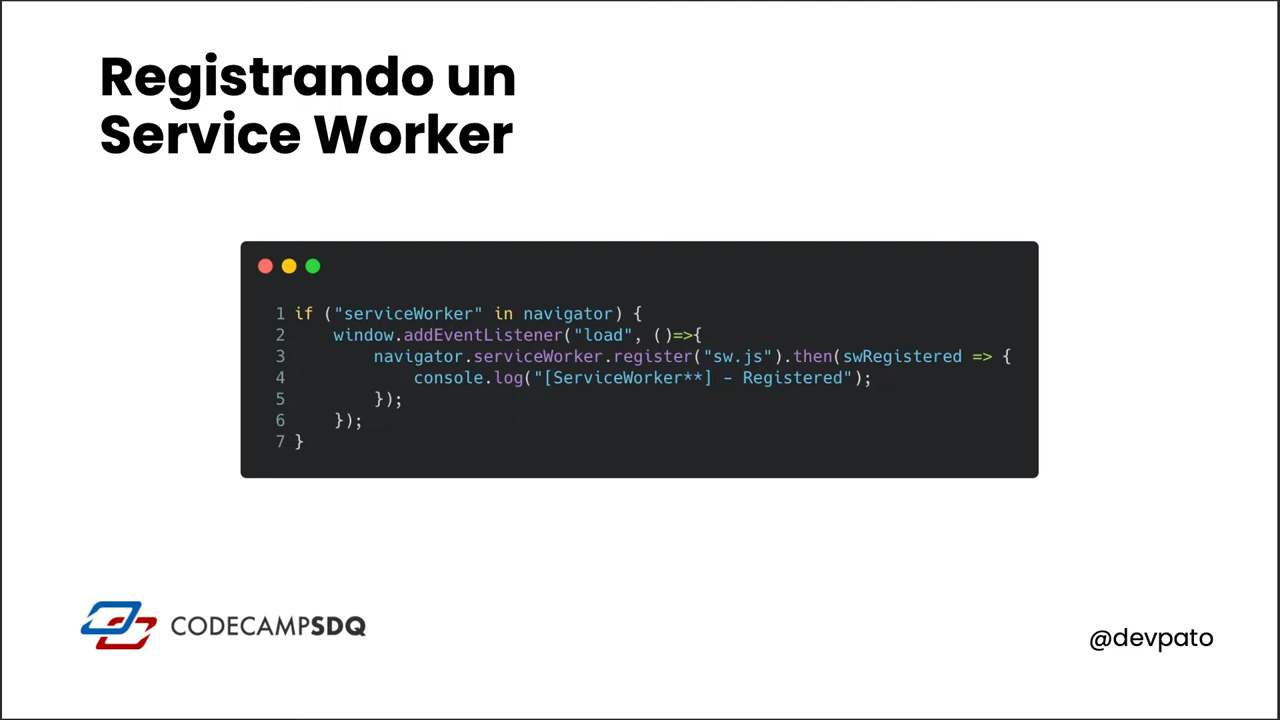 Registrando un
Service Worker
1 if ("serviceWorker" in navigator) {
2     window.addEventListener("load", ()=>{
3         navigator.serviceWorker.register("sw.js").then(swRegistered => {
4             console.log("[ServiceWorker**] - Registered");
5         });
6     });
7 }
CODECAMPSDQ
@devpato